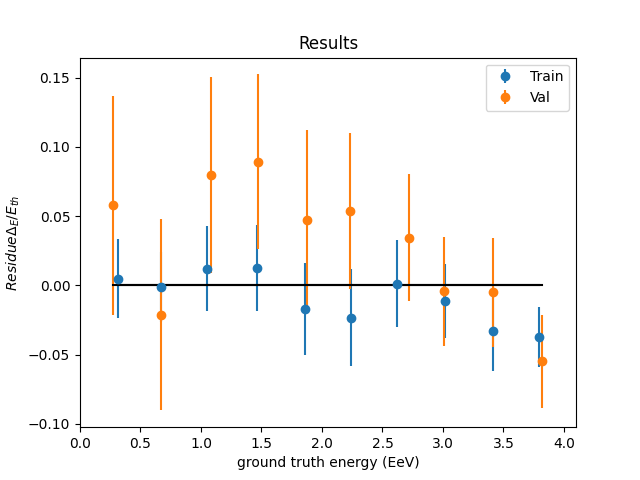 Results
Train
Val
0.15
0.10
0.05
0.00
−0.05
−0.10
ResidueΔ_E/E_th
0.0 0.5 1.0 1.5 2.0 2.5 3.0 3.5 4.0
ground truth energy (EeV)